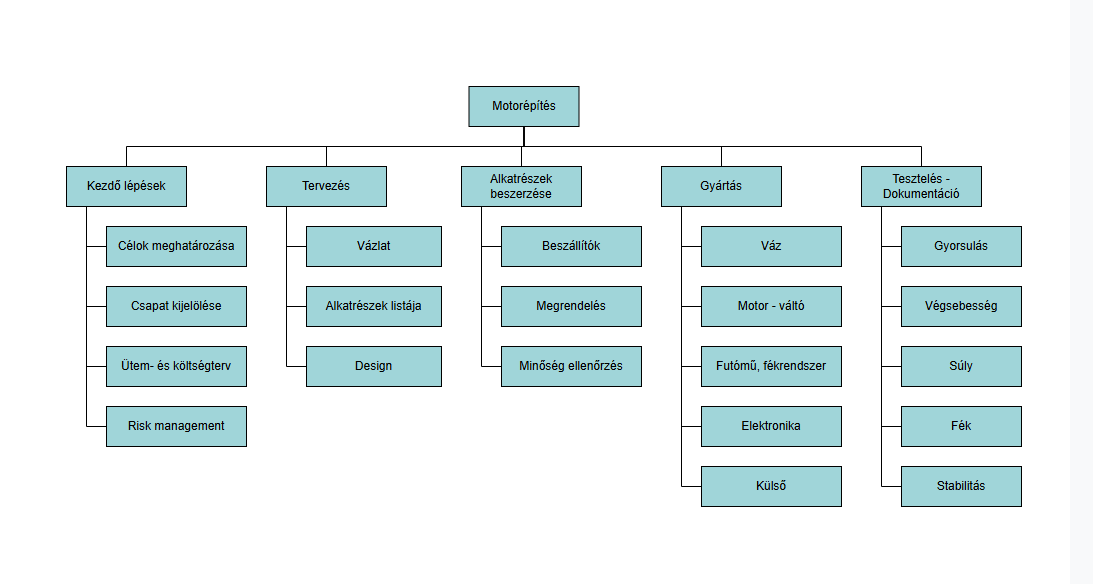 Motorépítés
Kezdő lépések
Célok meghatározása
Csapat kijelölése
Ütem- és költségterv
Risk management
Tervezés
Vázlat
Alkatrészek listája
Design
Alkatrészek
beszerzése
Beszállítók
Megrendelés
Minőség ellenőrzés
Gyártás
Váz
Motor - váltó
Futómű, fékrendszer
Elektronika
Külső
Tesztelés -
Dokumentáció
Gyorsulás
Végsebesség
Súly
Fék
Stabilitás